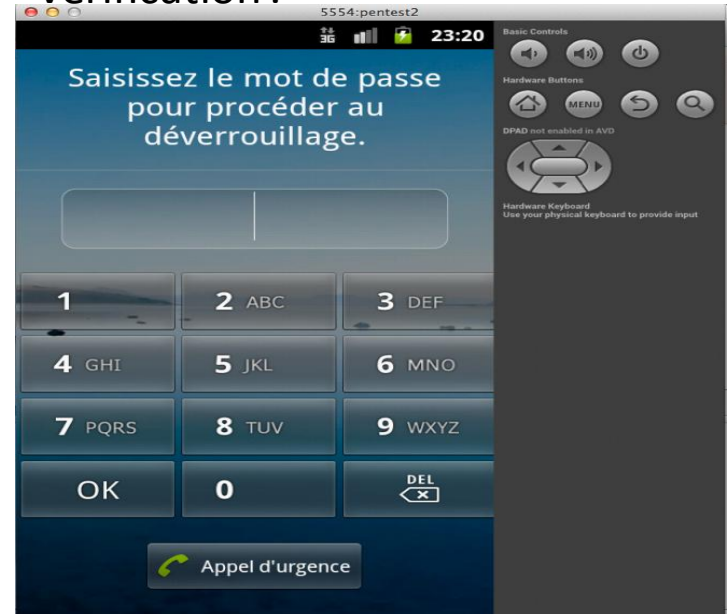 5554:pentest2
3G 23:20
Saisissez le mot de passe
pour procéder au
déverrouillage.
1
2 ABC
3 DEF
4 GHI
5 JKL
6 MNO
7 PQRS
8 TUV
9 WXYZ
OK
0
DEL
Appel d'urgence
Basic Controls
Hardware Buttons
MENU
DPAD not enabled in AVD
Hardware Keyboard
Use your physical keyboard to provide input